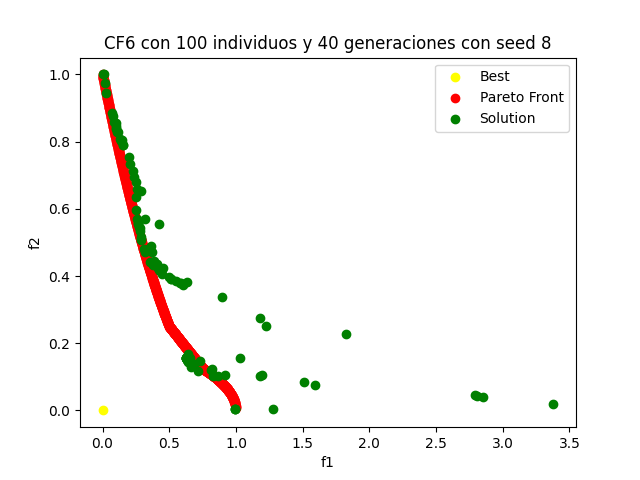 CF6 con 100 individuos y 40 generaciones con seed 8
Best
Pareto Front
Solution
1.0
0.8
0.6
0.4
0.2
0.0
f2
0.0 0.5 1.0 1.5 2.0 2.5 3.0 3.5
f1